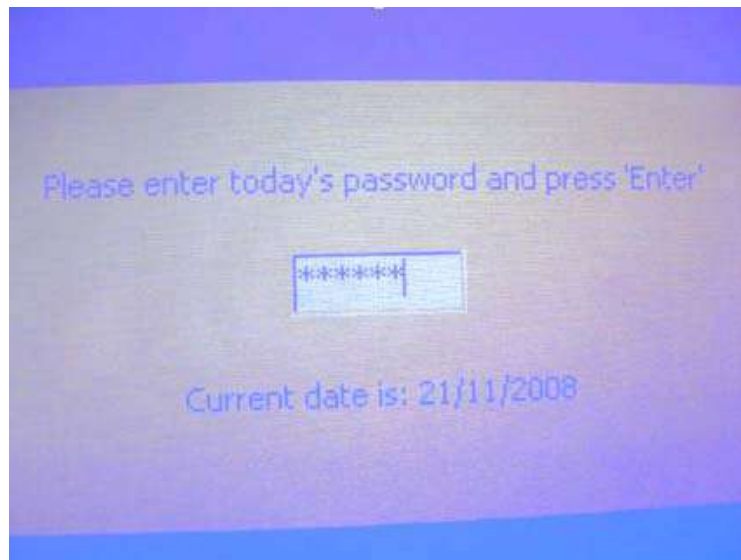 Please enter today's password and press 'Enter'
******
Current date is: 21/11/2008